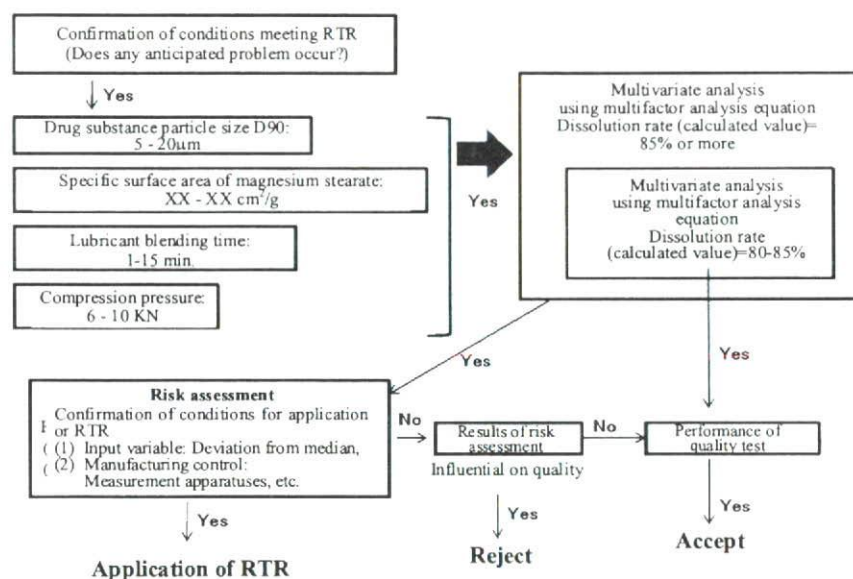 Confirmation of conditions meeting RTR
(Does any anticipated problem occur?)
Yes
Drug substance particle size D90:
5 - 20μm
Specific surface area of magnesium stearate:
XX - XX cm²/g
Lubricant blending time:
1-15 min.
Compression pressure:
6 - 10 KN
Yes
Multivariate analysis
using multifactor analysis equation
Dissolution rate (calculated value)=
85% or more
Multivariate analysis
using multifactor analysis
equation
Dissolution rate
(calculated value)=80-85%
Yes
Yes
Risk assessment
Confirmation of conditions for application
or RTR
(1) Input variable: Deviation from median,
(2) Manufacturing control:
Measurement apparatuses, etc.
No
Results of risk
assessment
Influential on quality
No
Performance of
quality test
Yes
Yes
Yes
Application of RTR
Reject
Accept